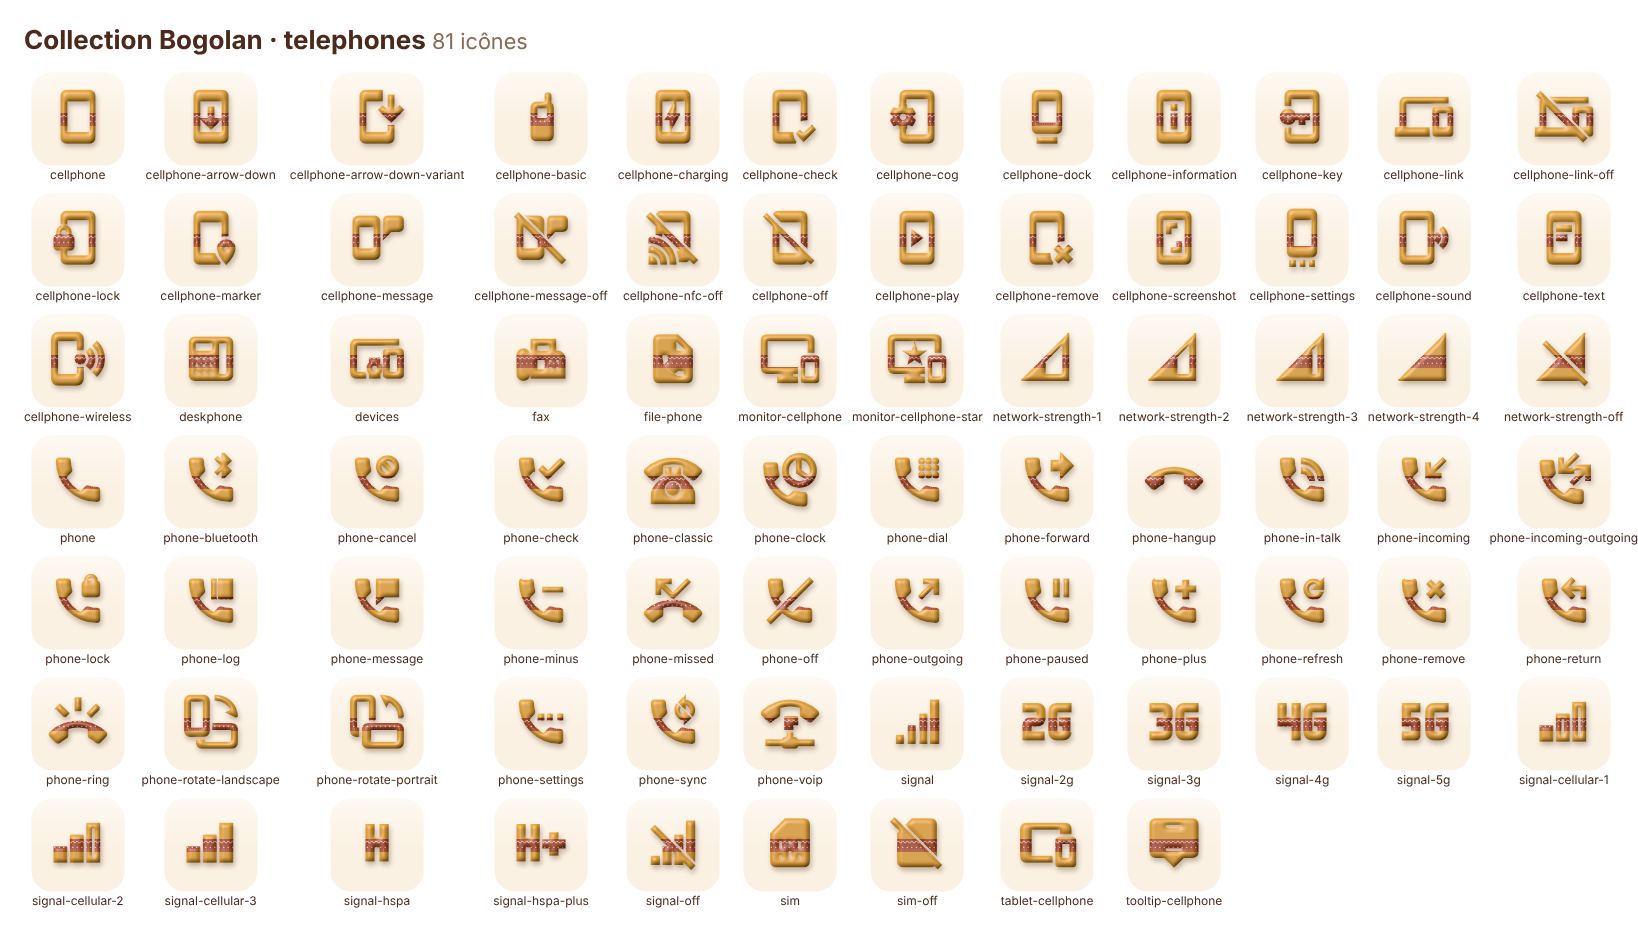 Collection Bogolan · telephones 81 icônes
cellphone cellphone-arrow-down cellphone-arrow-down-variant cellphone-basic cellphone-charging cellphone-check cellphone-cog cellphone-dock cellphone-information cellphone-key cellphone-link cellphone-link-off
cellphone-lock cellphone-marker cellphone-message cellphone-message-off cellphone-nfc-off cellphone-off cellphone-play cellphone-remove cellphone-screenshot cellphone-settings cellphone-sound cellphone-text
cellphone-wireless deskphone devices fax file-phone monitor-cellphone monitor-cellphone-star network-strength-1 network-strength-2 network-strength-3 network-strength-4 network-strength-off
phone phone-bluetooth phone-cancel phone-check phone-classic phone-clock phone-dial phone-forward phone-hangup phone-in-talk phone-incoming phone-incoming-outgoing
phone-lock phone-log phone-message phone-minus phone-missed phone-off phone-outgoing phone-paused phone-plus phone-refresh phone-remove phone-return
2G 3G 4G 5G
phone-ring phone-rotate-landscape phone-rotate-portrait phone-settings phone-sync phone-voip signal signal-2g signal-3g signal-4g signal-5g signal-cellular-1
H H+
signal-cellular-2 signal-cellular-3 signal-hspa signal-hspa-plus signal-off sim sim-off tablet-cellphone tooltip-cellphone